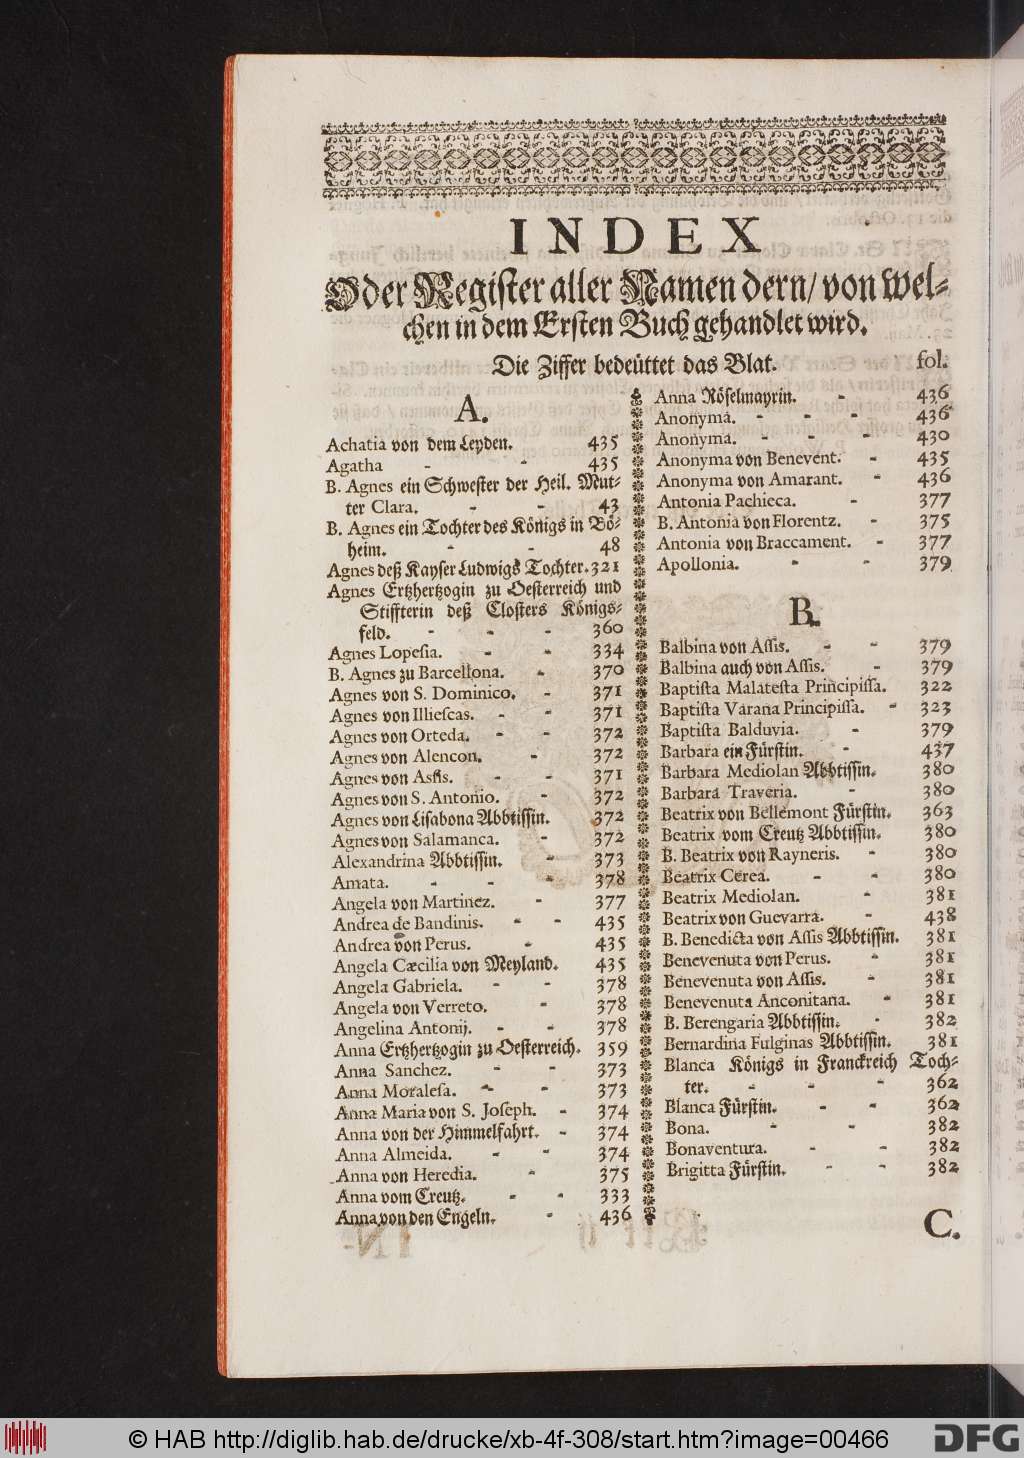 INDEX
Oder Register aller Namen dern/ von wel-
chen in dem Ersten Buch gehandlet wird.
Die Ziffer bedeüttet das Blat. fol.
A.
Achatia von dem Leyden. 435
Agatha - - 435
B. Agnes ein Schwester der Heil. Mut-
ter Clara. - - 43
B. Agnes ein Tochter des Königs in Bö-
heim. - - 48
Agnes deß Kayser Ludwigs Tochter. 321
Agnes Ertzhertzogin zu Oesterreich und
Stiffterin deß Closters Königs-
feld. - - - 360
Agnes Lopesia. - - 334
B. Agnes zu Barcellona. - 370
Agnes von S. Dominico. - 371
Agnes von Illiescas. - - 371
Agnes von Orteda. - - 372
Agnes von Alencon. - 372
Agnes von Assis. - - 371
Agnes von S. Antonio. - 372
Agnes von Lisabona Abbtissin. 372
Agnes von Salamanca. - 372
Alexandrina Abbtissin. - 373
Amata. - - - 378
Angela von Martinez. - 377
Andrea de Bandinis. - - 435
Andrea von Perus. - 435
Angela Cæcilia von Meyland. 435
Angela Gabriela. - - 378
Angela von Verreto. - 378
Angelina Antonij. - - 378
Anna Ertzhertzogin zu Oesterreich. 359
Anna Sanchez. - - 373
Anna Moralesa. - - 373
Anna Maria von S. Joseph. - 374
Anna von der Himmelfahrt. - 374
Anna Almeida. - - 374
Anna von Heredia. - 375
Anna vom Creutz. - - 333
Anna von den Engeln. - 436
Anna Röselmayrin. - 436
Anonyma. - - - 436
Anonyma. - - - 430
Anonyma von Benevent. - 435
Anonyma von Amarant. - 436
Antonia Pachieca. - 377
B. Antonia von Florentz. - 375
Antonia von Braccament. - 377
Apollonia. - - 379
B.
Balbina von Assis. - - 379
Balbina auch von Assis. - 379
Baptista Malatesta Principissa. 322
Baptista Varana Principissa. - 323
Baptista Balduvia. - 379
Barbara ein Fürstin. - 437
Barbara Mediolan Abbtissin. 380
Barbara Traveria. - 380
Beatrix von Bellemont Fürstin. 363
Beatrix vom Creutz Abbtissin. 380
B. Beatrix von Rayneris. - 380
Beatrix Cerea. - - 380
Beatrix Mediolan. - 381
Beatrix von Guevarra. - 438
B. Benedicta von Assis Abbtissin. 381
Benevenuta von Perus. - 381
Benevenuta von Assis. - 381
Benevenuta Anconitana. - 381
B. Berengaria Abbtissin. - 382
Bernardina Fulginas Abbtissin. 381
Blanca Königs in Franckreich Toch-
ter. - - - 362
Blanca Fürstin. - - 362
Bona. - - 382
Bonaventura. - - 382
Brigitta Fürstin. - - 382
C.
© HAB http://diglib.hab.de/drucke/xb-4f-308/start.htm?image=00466
DFG